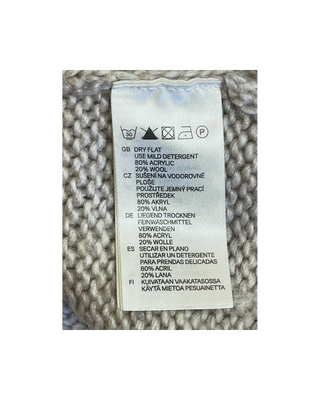 30 P
GB DRY FLAT
USE MILD DETERGENT
80% ACRYLIC
20% WOOL
CZ SUŠENÍ NA VODOROVNÉ
PLOŠE
POUŽIJTE JEMNÝ PRACÍ
PROSTŘEDEK
80% AKRYL
20% VLNA
DE LIEGEND TROCKNEN
FEINWASCHMITTEL
VERWENDEN
80% ACRYL
20% WOLLE
ES SECAR EN PLANO
UTILIZAR UN DETERGENTE
PARA PRENDAS DELICADAS
80% ACRIL
20% LANA
FI KUIVATAAN VAAKATASOSSA
KÄYTÄ MIETOA PESUAINETTA